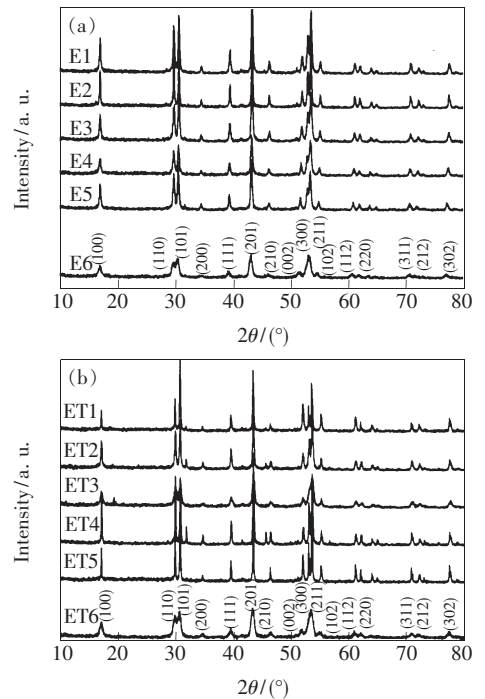 (a)
E1
E2
E3
E4
E5
E6
(100) (110) (101) (200) (111) (201) (210) (002) (300) (211) (102) (112) (220) (311) (212) (302)
Intensity/a. u.
10 20 30 40 50 60 70 80
2θ/(°)
(b)
ET1
ET2
ET3
ET4
ET5
ET6
(100) (110) (101) (200) (111) (201) (210) (002) (300) (211) (102) (112) (220) (311) (212) (302)
Intensity/a. u.
10 20 30 40 50 60 70 80
2θ/(°)